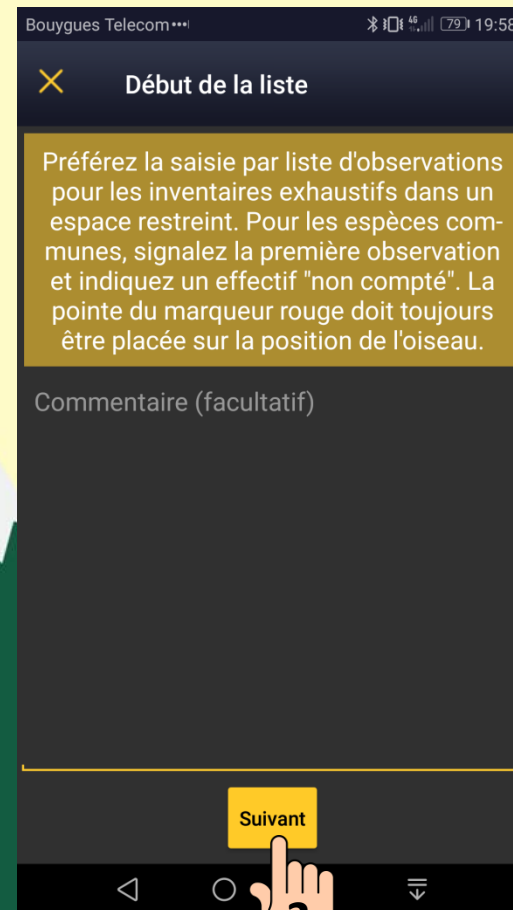 Bouygues Telecom 46 79 19:58
Début de la liste
Préférez la saisie par liste d'observations
pour les inventaires exhaustifs dans un
espace restreint. Pour les espèces com-
munes, signalez la première observation
et indiquez un effectif "non compté". La
pointe du marqueur rouge doit toujours
être placée sur la position de l'oiseau.
Commentaire (facultatif)
Suivant